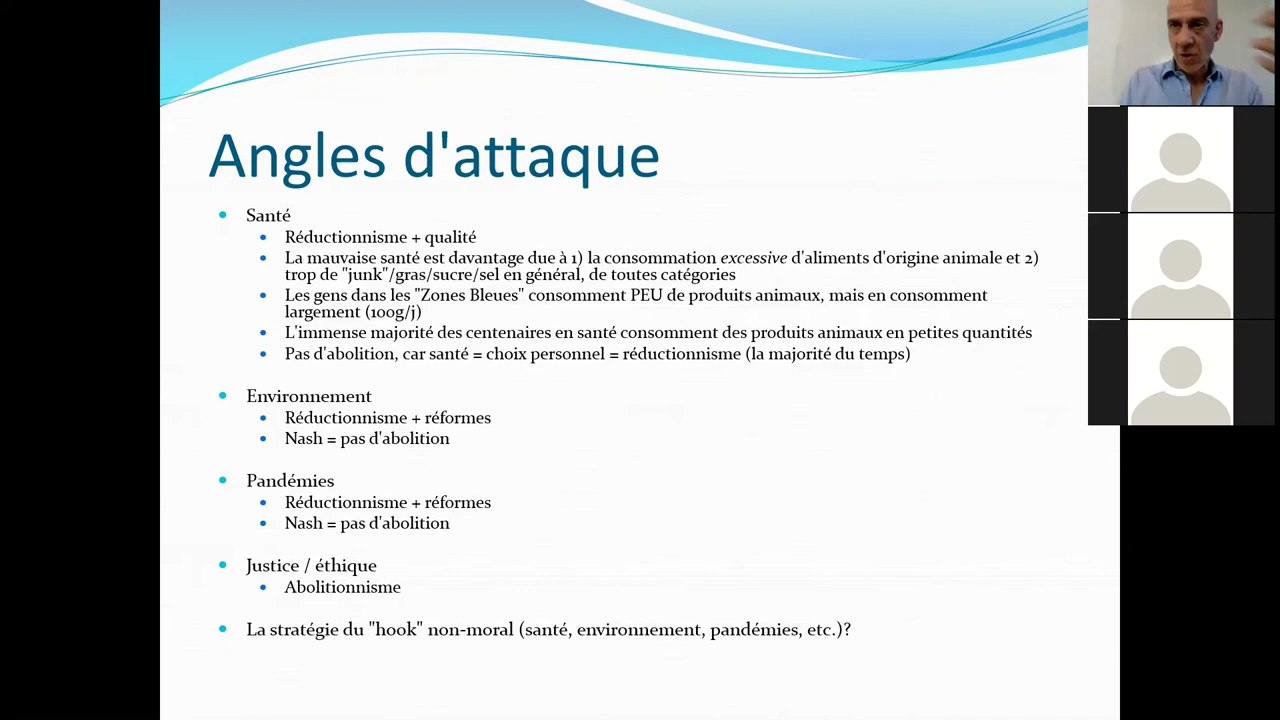 Angles d'attaque
Santé
Réductionnisme + qualité
La mauvaise santé est davantage due à 1) la consommation excessive d'aliments d'origine animale et 2)
trop de "junk"/gras/sucre/sel en général, de toutes catégories
Les gens dans les "Zones Bleues" consomment PEU de produits animaux, mais en consomment
largement (100g/j)
L'immense majorité des centenaires en santé consomment des produits animaux en petites quantités
Pas d'abolition, car santé = choix personnel = réductionnisme (la majorité du temps)
Environnement
Réductionnisme + réformes
Nash = pas d'abolition
Pandémies
Réductionnisme + réformes
Nash = pas d'abolition
Justice / éthique
Abolitionnisme
La stratégie du "hook" non-moral (santé, environnement, pandémies, etc.)?